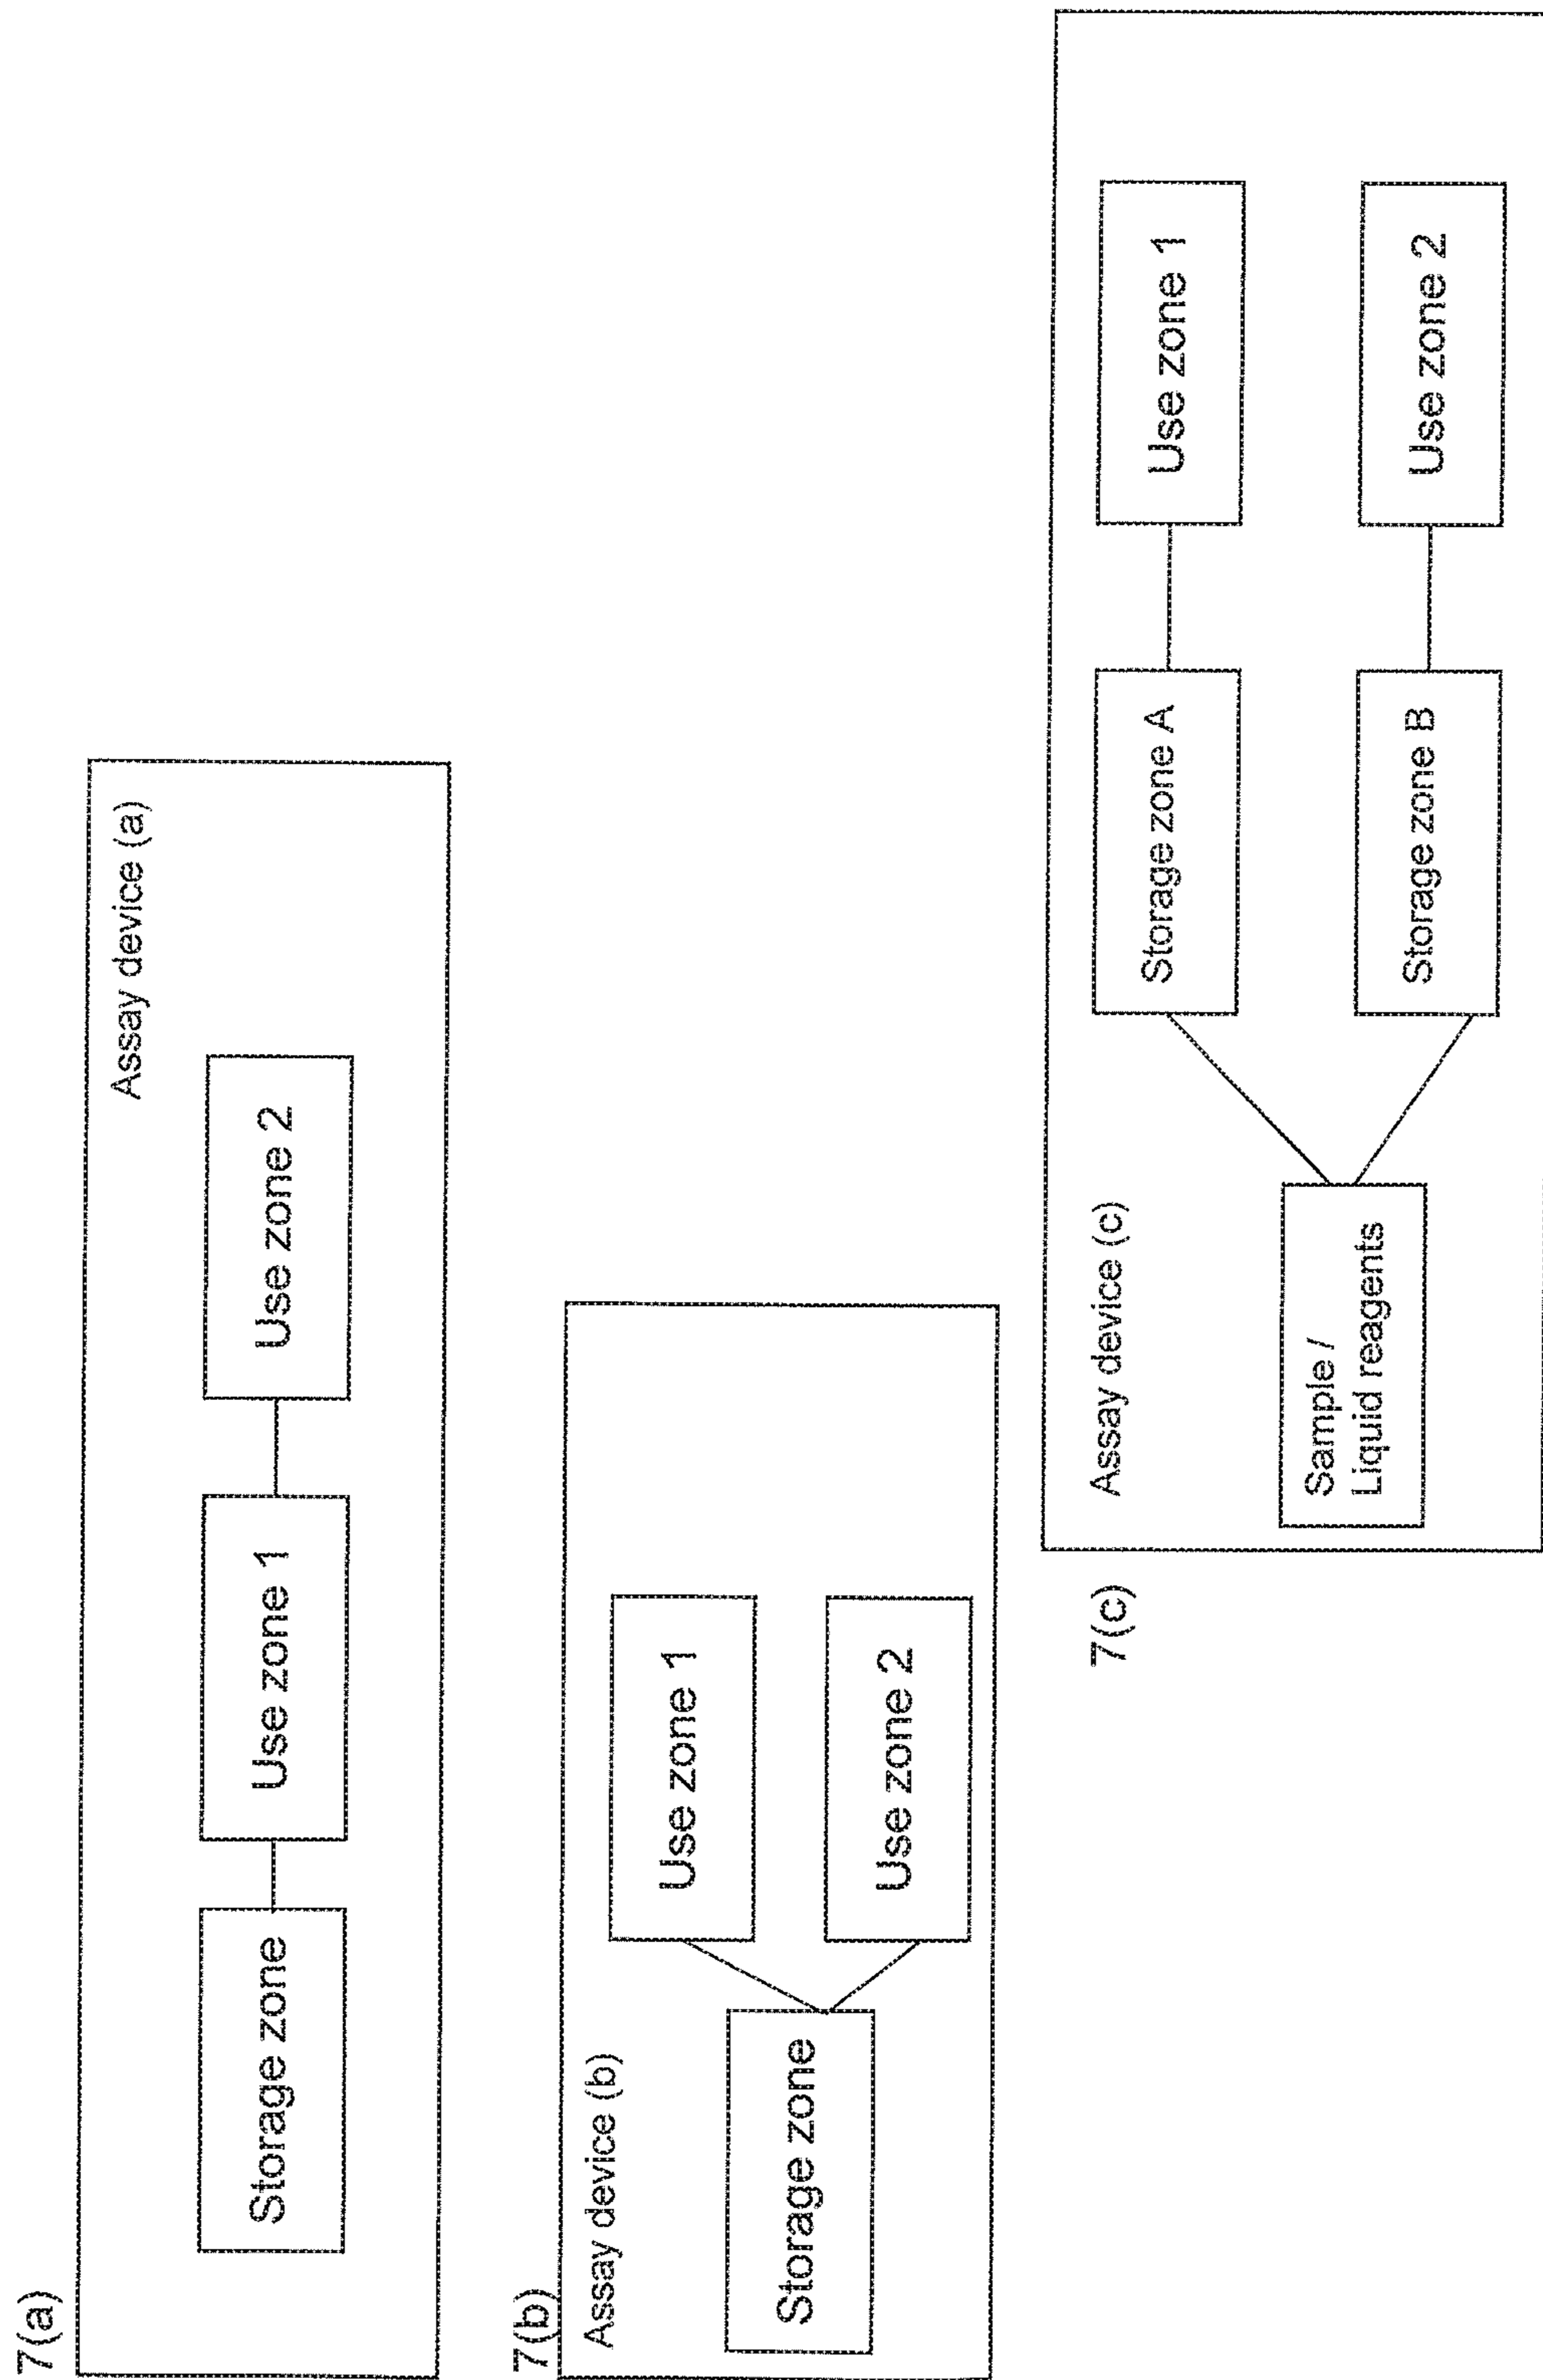 7(a)
Assay device (a)
Storage zone
Use zone 1
Use zone 2
7(b)
Assay device (b)
Storage zone
Use zone 1
Use zone 2
7(c)
Assay device (c)
Sample /
Liquid reagents
Storage zone A
Use zone 1
Storage zone B
Use zone 2